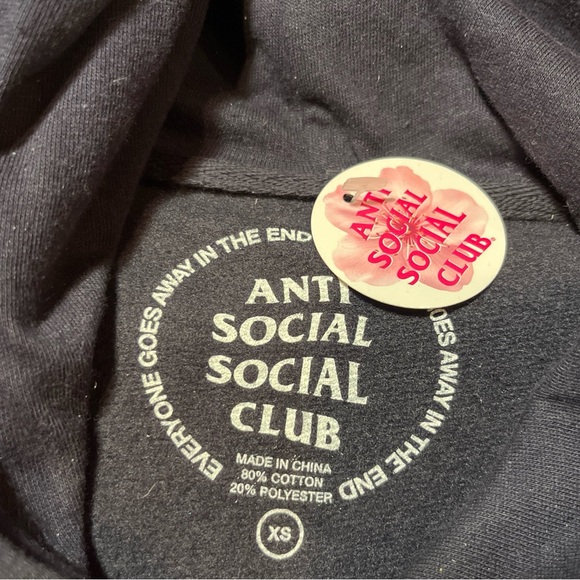 ANTI
SOCIAL
SOCIAL
CLUB
EVERYONE GOES AWAY IN THE END
GOES AWAY IN THE END
ANTI
SOCIAL
SOCIAL
CLUB
MADE IN CHINA
80% COTTON
20% POLYESTER
XS